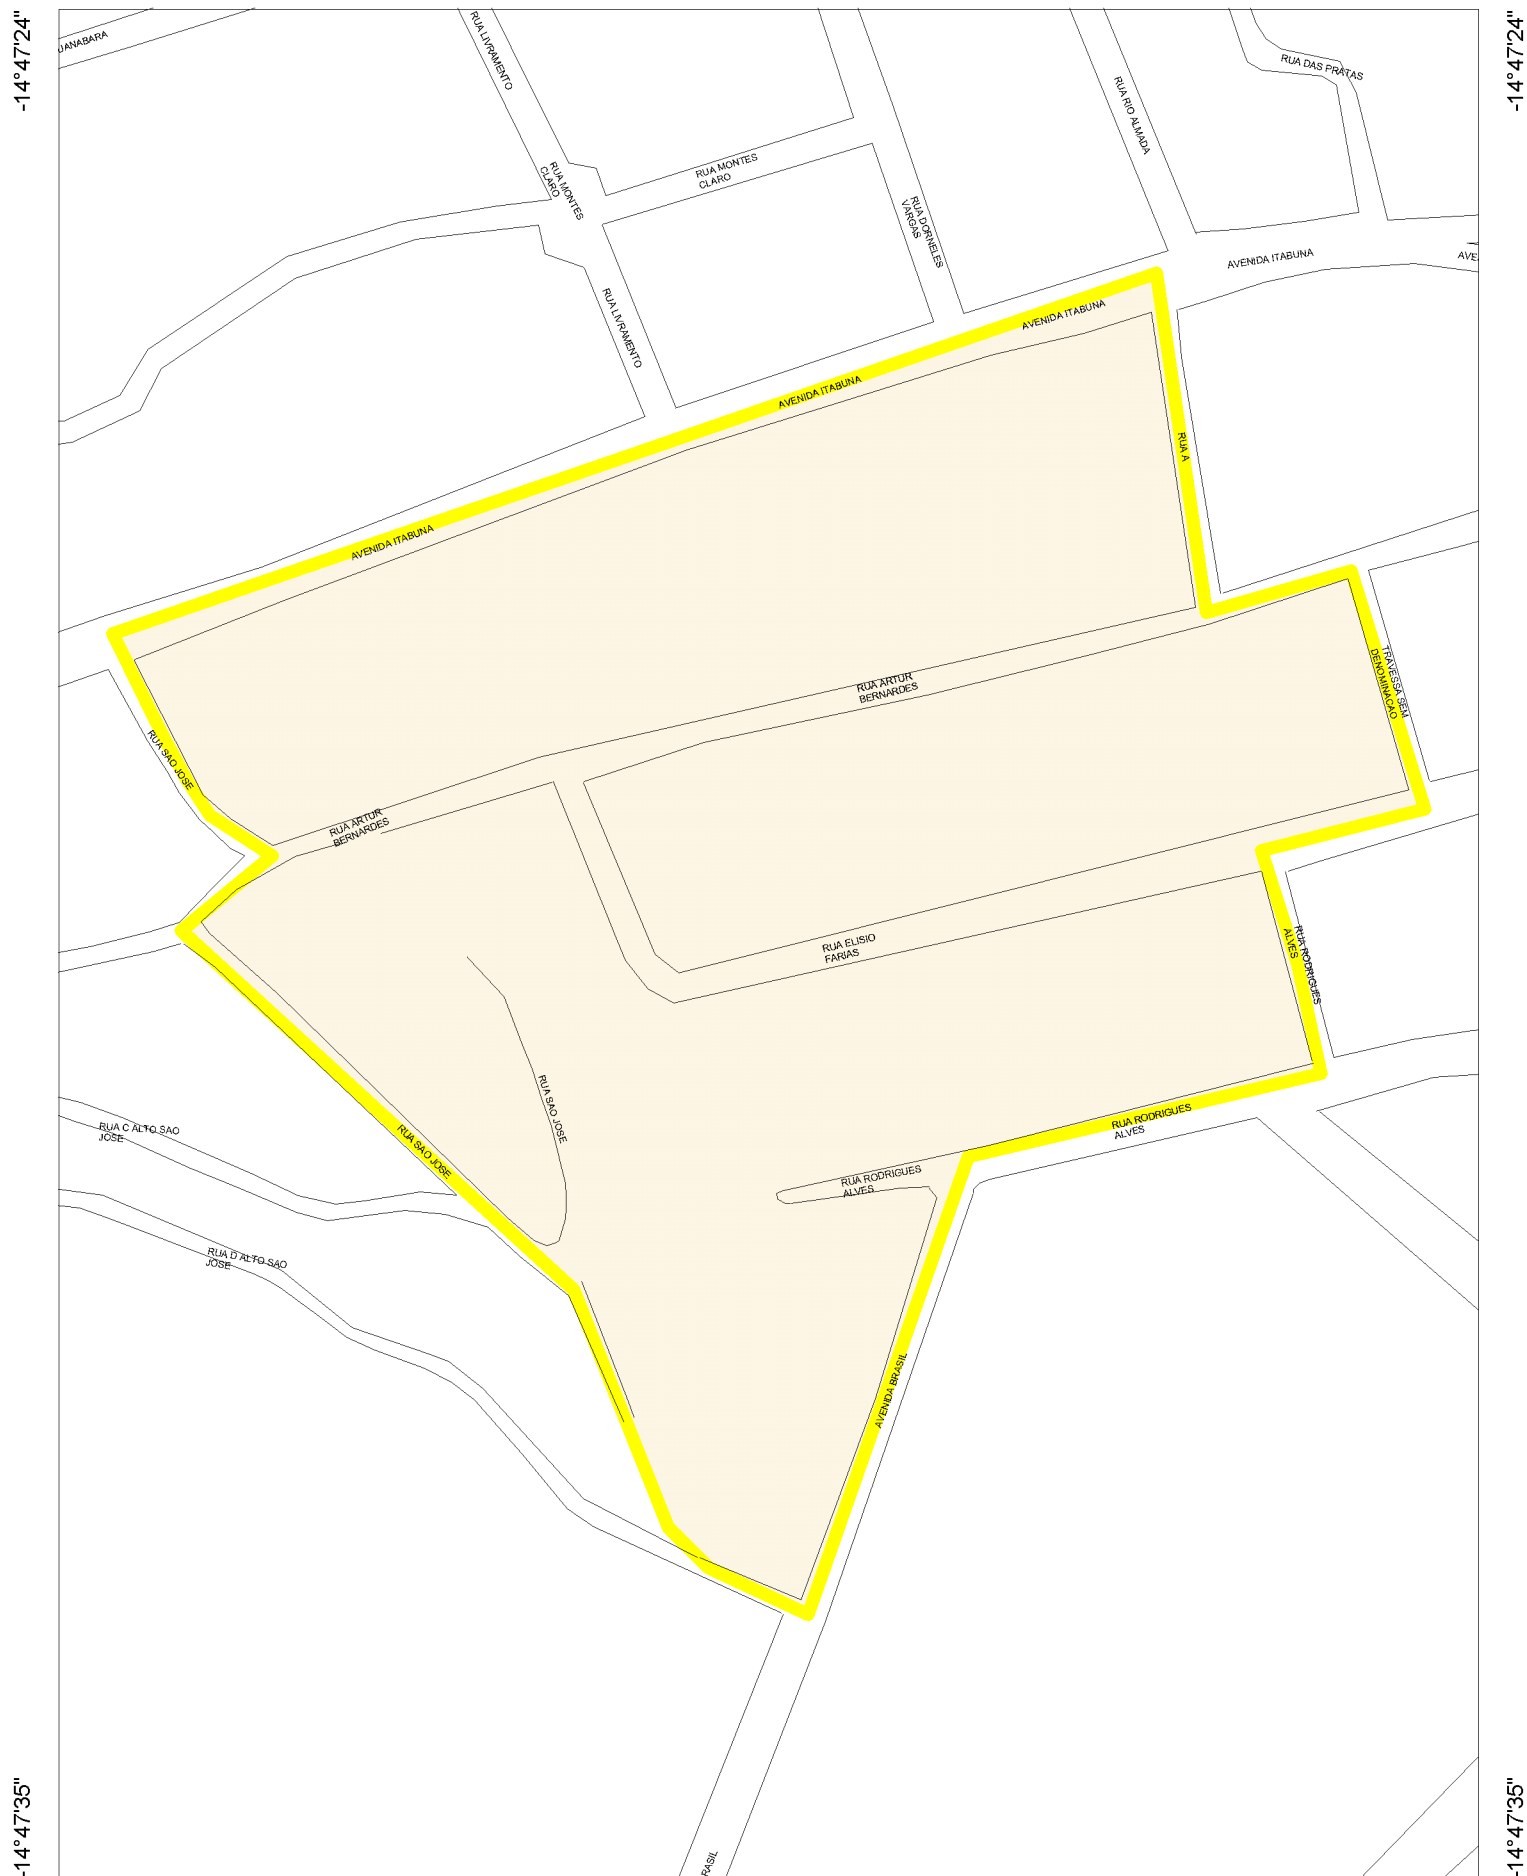 -14°47'24"
-14°47'24"
RUA LIVRAMENTO
JANABARA
RUA DAS PRATAS
RUA RIO ALMADA
RUA MONTES
CLARO
RUA MONTES
CLARO
RUA DORNELES
VARGAS
AVENIDA ITABUNA
AVE
RUA LIVRAMENTO
AVENIDA ITABUNA
AVENIDA ITABUNA
RUA A
AVENIDA ITABUNA
TRAVESSA SEM
DENOMINACAO
RUA ARTUR
BERNARDES
RUA SAO JOSE
RUA ARTUR
BERNARDES
RUA ELISIO
FARIAS
RUA RODRIGUES
ALVES
RUA SAO JOSE
RUA RODRIGUES
ALVES
RUA C ALTO SAO
JOSE
RUA SAO JOSE
RUA RODRIGUES
ALVES
RUA D ALTO SAO
JOSE
AVENIDA BRASIL
-14°47'35"
-14°47'35"
RASIL